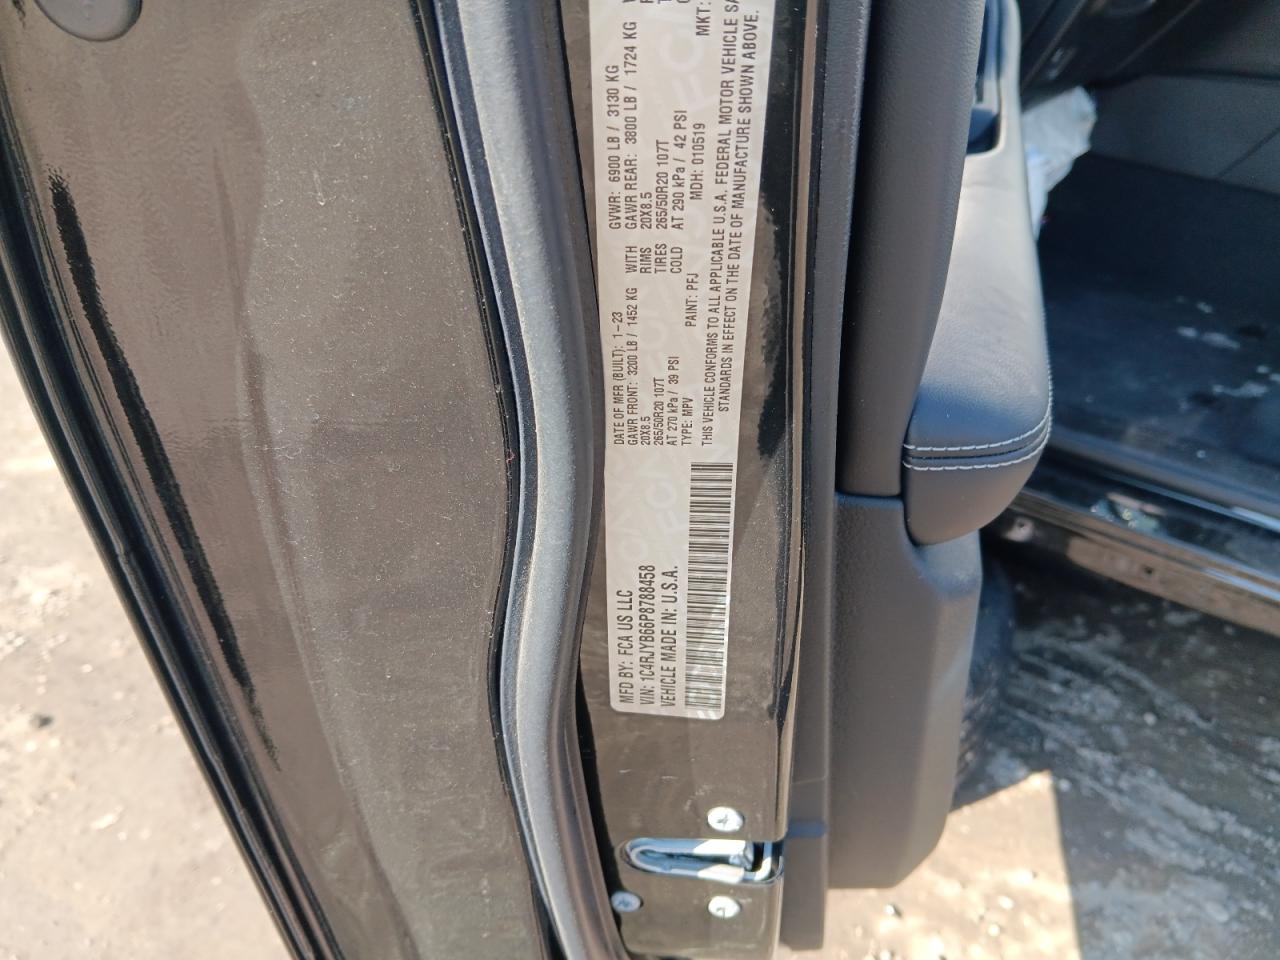 MFD BY: FCA US LLC
VIN: 1C4RJYB66P8788458
VEHICLE MADE IN: U.S.A.
DATE OF MFR (BUILT): 1-23 GVWR: 6900 LB / 3130 KG
GAWR FRONT: 3200 LB / 1452 KG WITH GAWR REAR: 3800 LB / 1724 KG
20X8.5 RIMS 20X8.5
265/50R20 107T TIRES 265/50R20 107T
AT 270 kPa / 39 PSI COLD AT 290 kPa / 42 PSI
TYPE: MPV PAINT: PFJ MDH: 010519 MKT:
THIS VEHICLE CONFORMS TO ALL APPLICABLE U.S.A. FEDERAL MOTOR VEHICLE
STANDARDS IN EFFECT ON THE DATE OF MANUFACTURE SHOWN ABOVE.